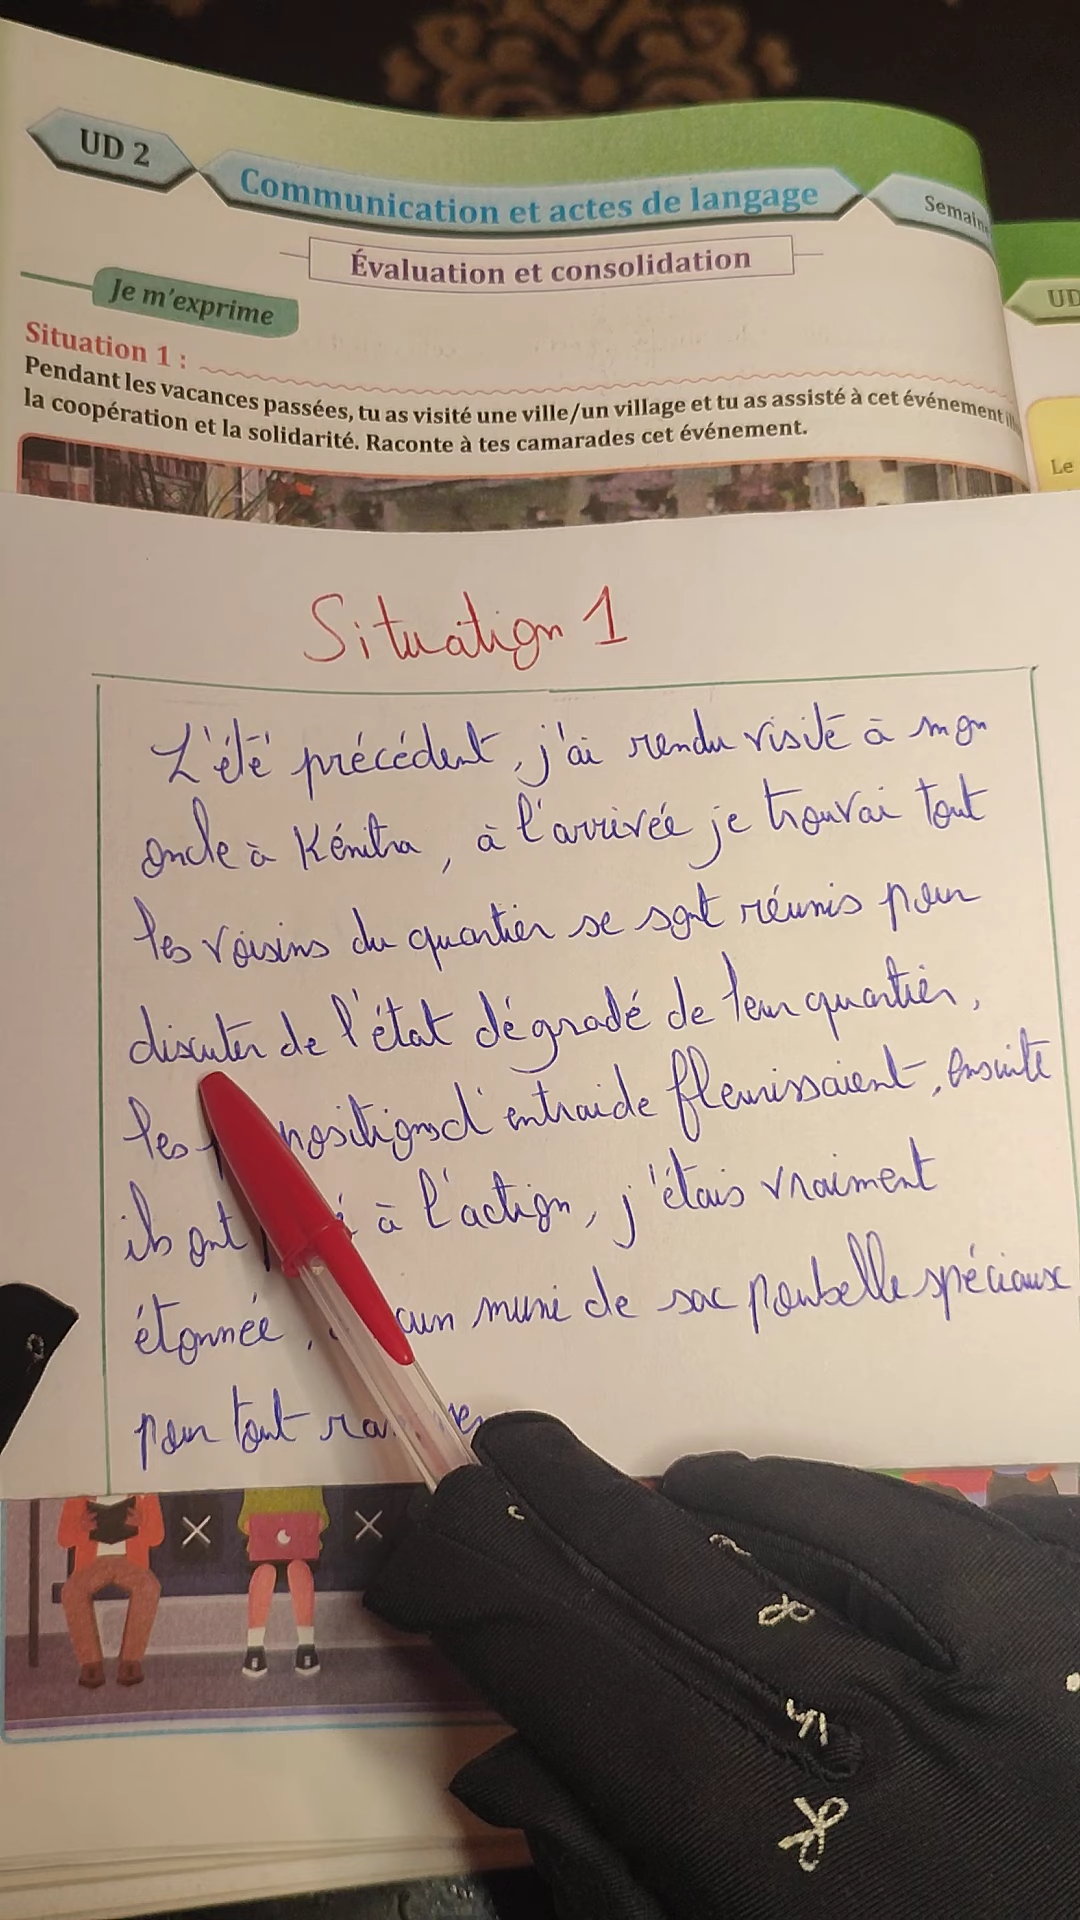 UD 2
Communication et actes de langage
Semain
Évaluation et consolidation
UD
Je m'exprime
Situation 1 :
Pendant les vacances passées, tu as visité une ville/un village et tu as assisté à cet événement
la coopération et la solidarité. Raconte à tes camarades cet événement.
Le
Situation 1
L'été précédent, j'ai rendu visite à mon
oncle à Kénitra, à l'arrivée je trouvai tout
les voisins du quartier se sont réunis pour
discuter de l'état dégradé de leur quartier,
les d'entraide fleurissaient, ensuite
ils ont à l'action, j'étais vraiment
étonnée, muni de sac poubelle spéciaux
pour tout